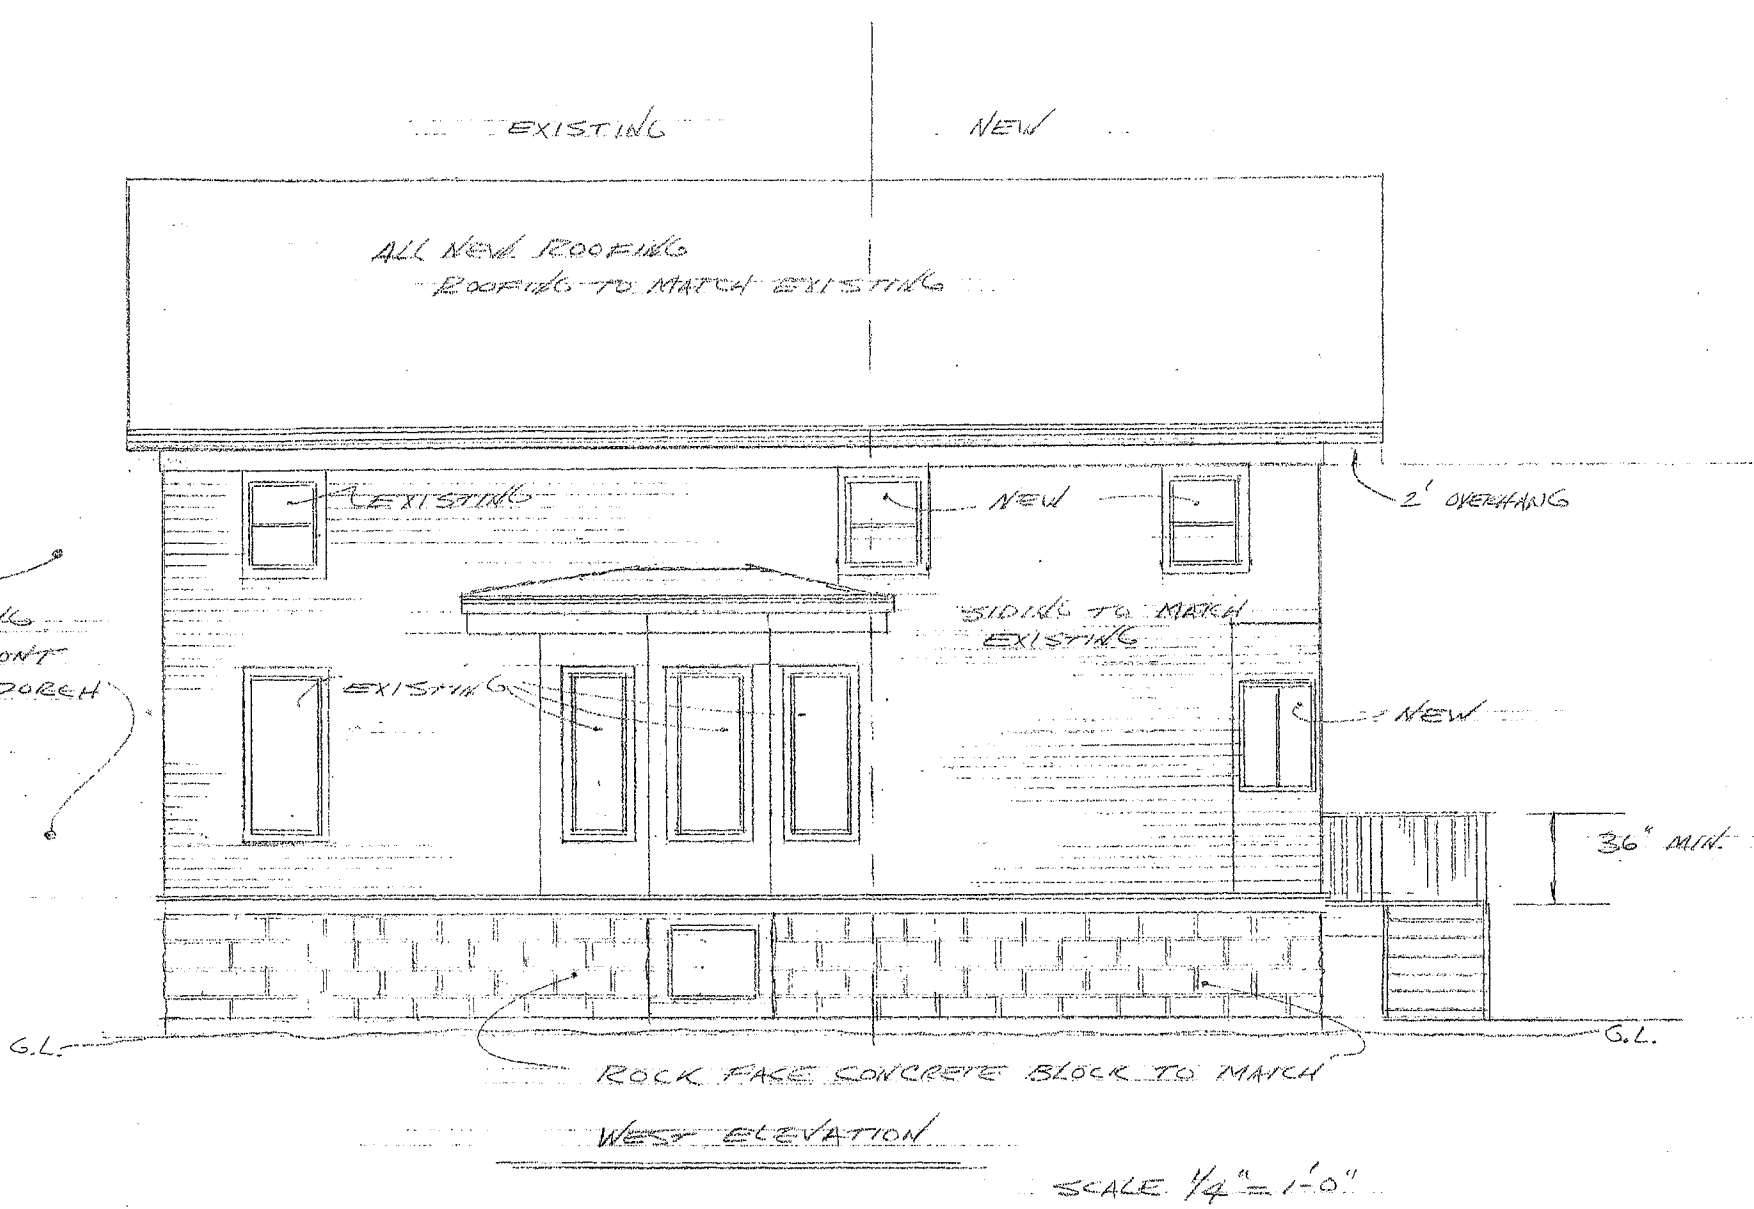 EXISTING
NEW
ALL NEW ROOFING
ROOFING TO MATCH EXISTING
EXISTING
NEW
2' OVERHANG
SIDING TO MATCH
EXISTING
PORCH
EXISTING
NEW
36" MIN.
G.L.
G.L.
ROCK FACE CONCRETE BLOCK TO MATCH
WEST ELEVATION
SCALE 1/4" = 1'-0"